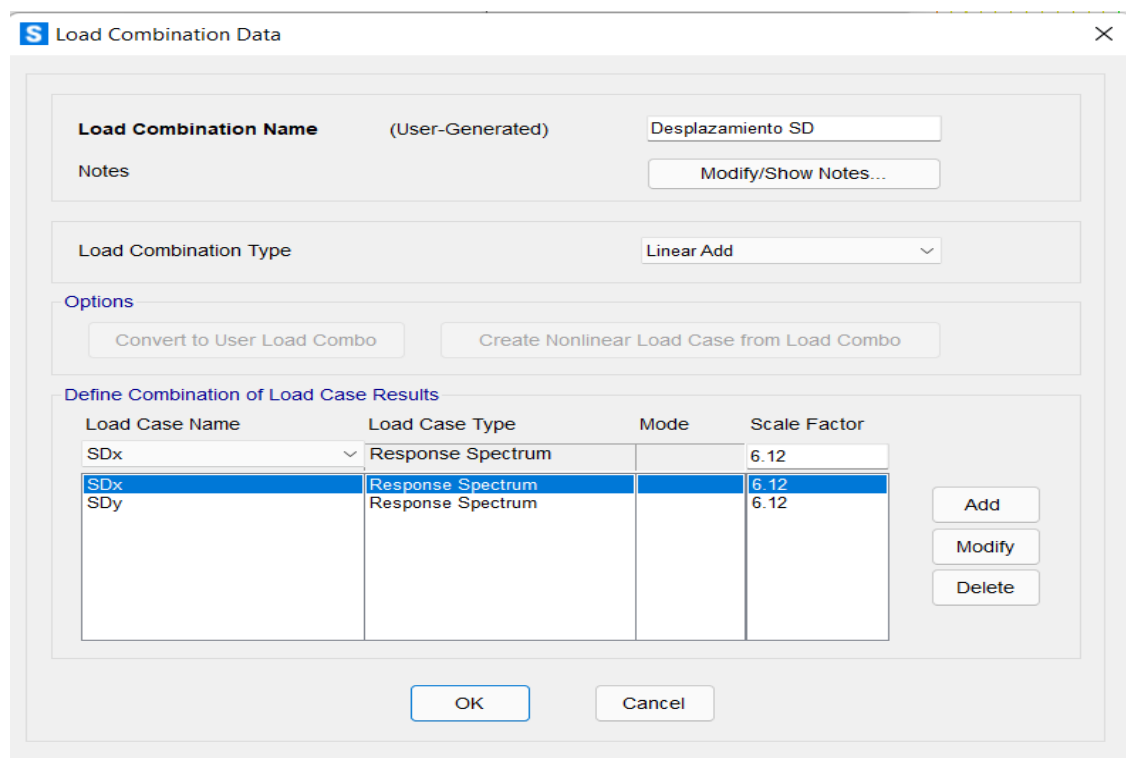 S Load Combination Data
Load Combination Name (User-Generated) Desplazamiento SD
Notes Modify/Show Notes...
Load Combination Type Linear Add
Options
Convert to User Load Combo Create Nonlinear Load Case from Load Combo
Define Combination of Load Case Results
Load Case Name Load Case Type Mode Scale Factor
SDx Response Spectrum 6.12
SDx Response Spectrum 6.12
SDy Response Spectrum 6.12
Add
Modify
Delete
OK Cancel